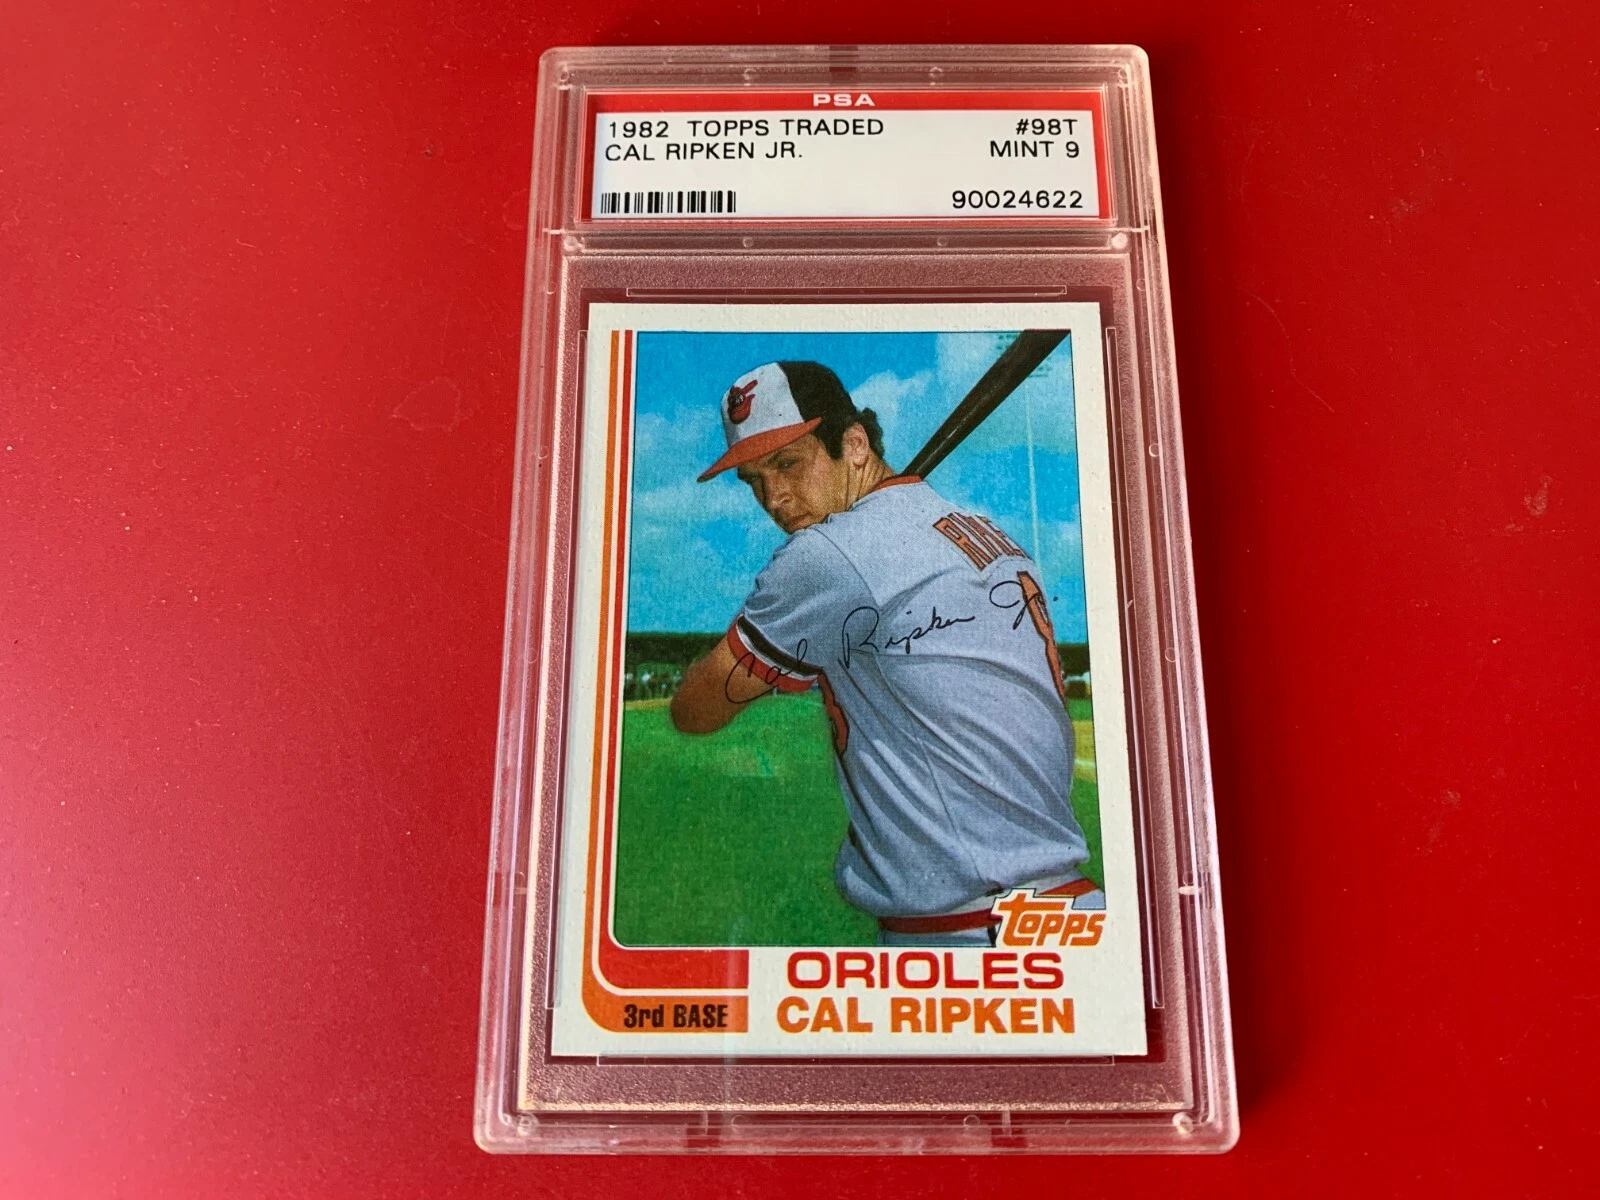 PSA
1982 TOPPS TRADED #98T
CAL RIPKEN JR. MINT 9
90024622
Cal Ripken Jr.
topps
ORIOLES
3rd BASE CAL RIPKEN